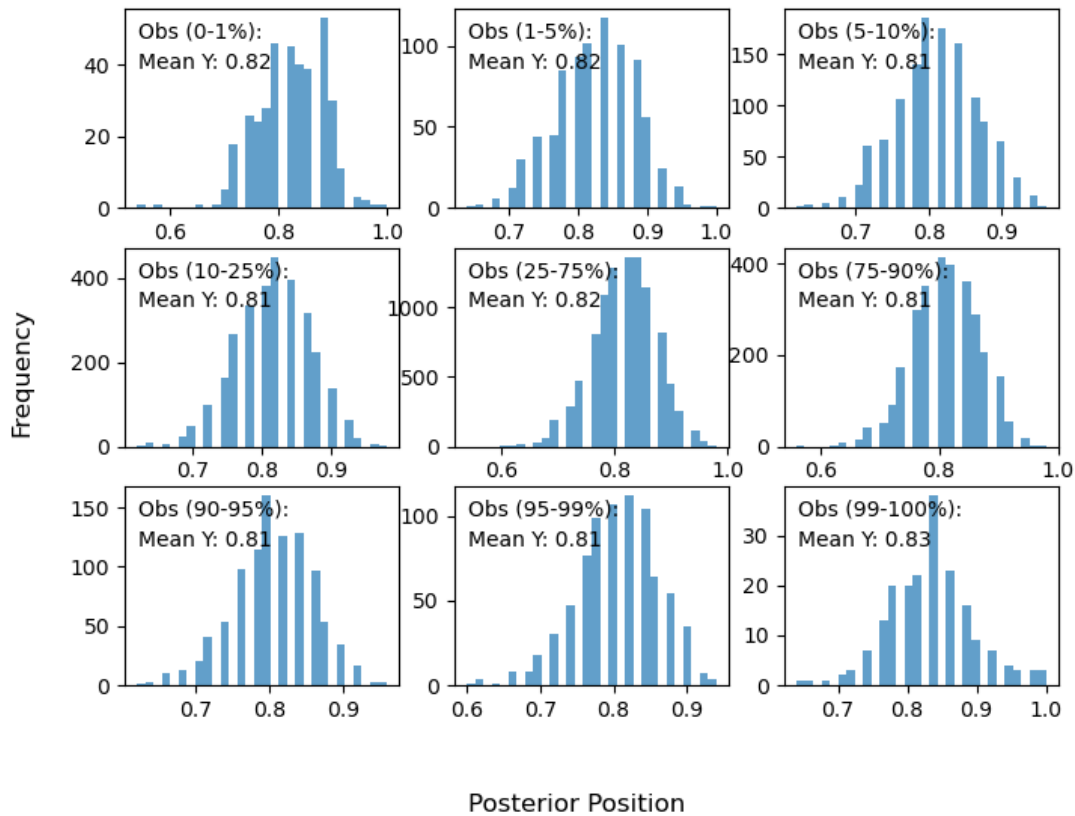 Obs (0-1%):
Mean Y: 0.82
40
20
0
0.6 0.8 1.0
Obs (1-5%):
Mean Y: 0.82
100
50
0
0.7 0.8 0.9 1.0
Obs (5-10%):
Mean Y: 0.81
150
100
50
0
0.7 0.8 0.9
Obs (10-25%):
Mean Y: 0.81
400
200
0
0.7 0.8 0.9
Obs (25-75%):
Mean Y: 0.82
1000
500
0
0.6 0.8 1.0
Obs (75-90%):
Mean Y: 0.81
400
200
0
0.6 0.8 1.0
Obs (90-95%):
Mean Y: 0.81
150
100
50
0
0.7 0.8 0.9
Obs (95-99%):
Mean Y: 0.81
100
50
0
0.6 0.7 0.8 0.9
Obs (99-100%):
Mean Y: 0.83
30
20
10
0
0.7 0.8 0.9 1.0
Frequency
Posterior Position